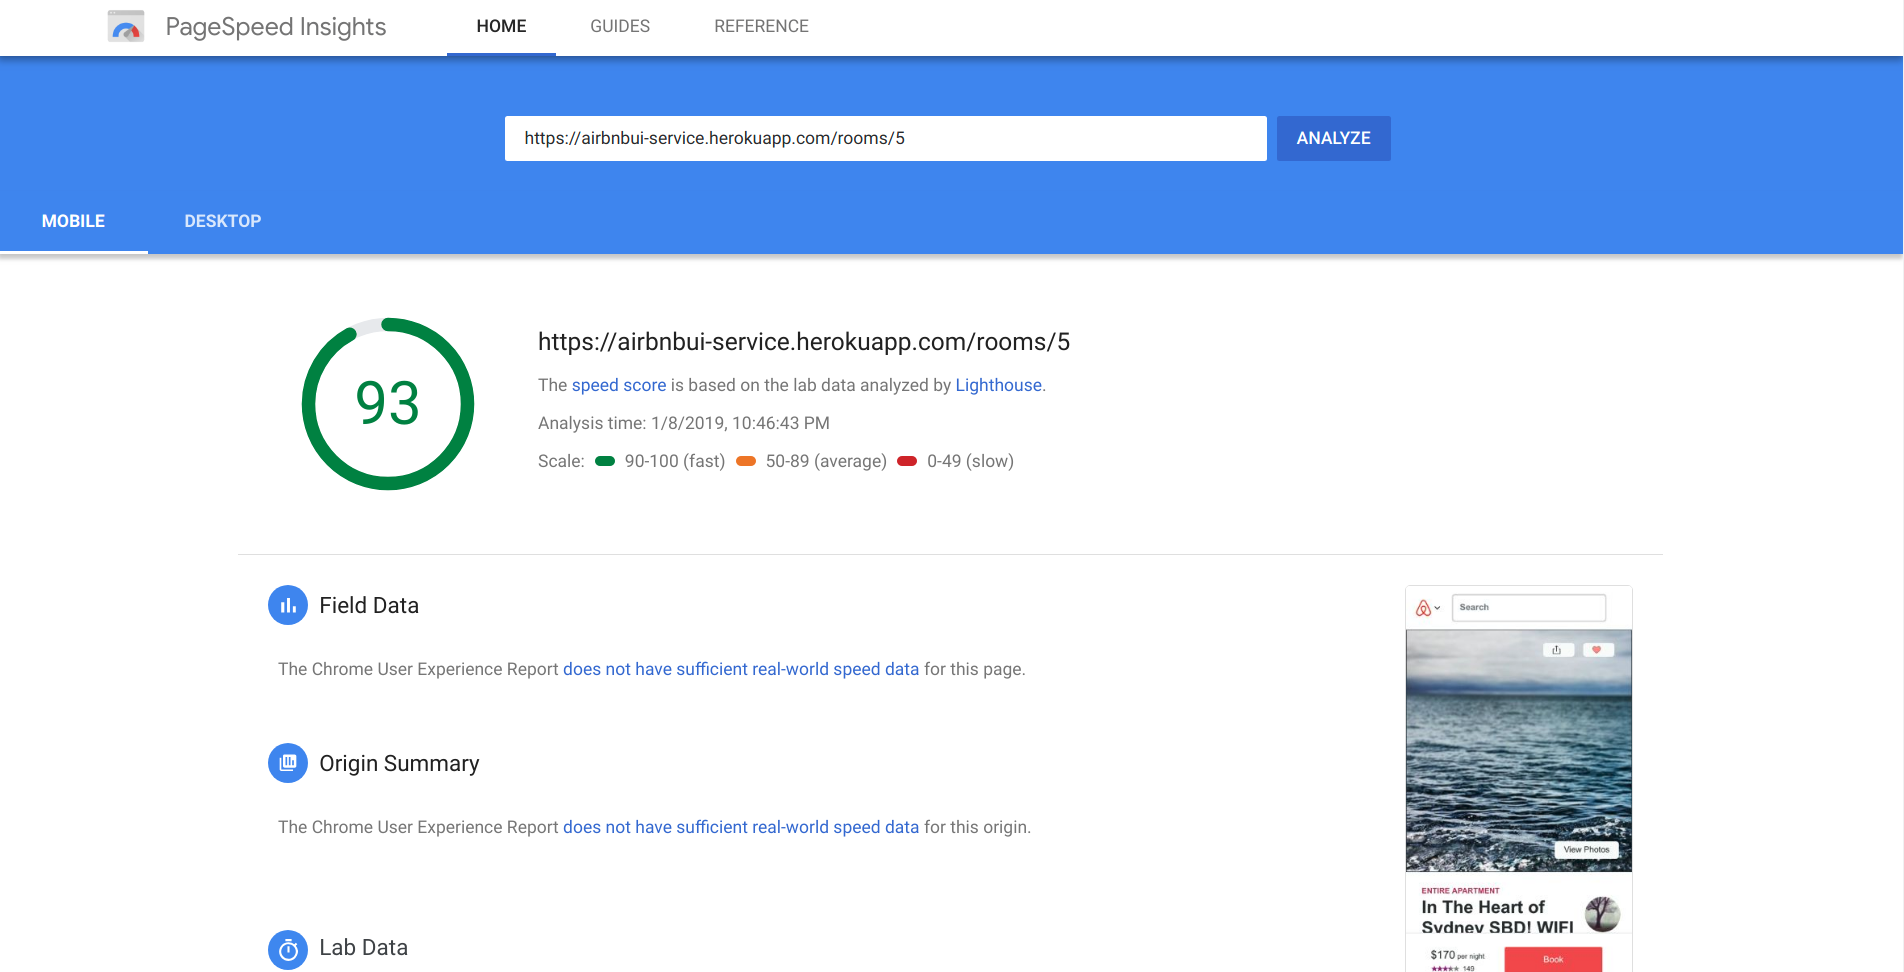 PageSpeed Insights
HOME GUIDES REFERENCE
https://airbnbui-service.herokuapp.com/rooms/5 ANALYZE
MOBILE DESKTOP
93
https://airbnbui-service.herokuapp.com/rooms/5
The speed score is based on the lab data analyzed by Lighthouse.
Analysis time: 1/8/2019, 10:46:43 PM
Scale: 90-100 (fast) 50-89 (average) 0-49 (slow)
Field Data
The Chrome User Experience Report does not have sufficient real-world speed data for this page.
Origin Summary
The Chrome User Experience Report does not have sufficient real-world speed data for this origin.
Lab Data
Search
View Photos
ENTIRE APARTMENT
In The Heart of
Sydney SBD! WIFI
$170 per night
149
Book